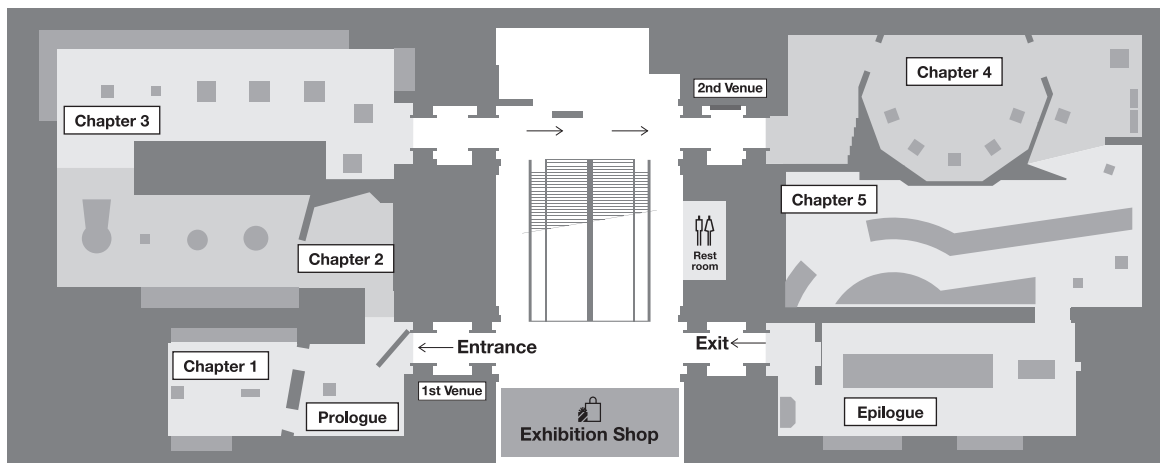 Chapter 3
2nd Venue
Chapter 4
Chapter 5
Rest
room
Chapter 2
Entrance
Exit
Chapter 1
1st Venue
Prologue
Epilogue
Exhibition Shop